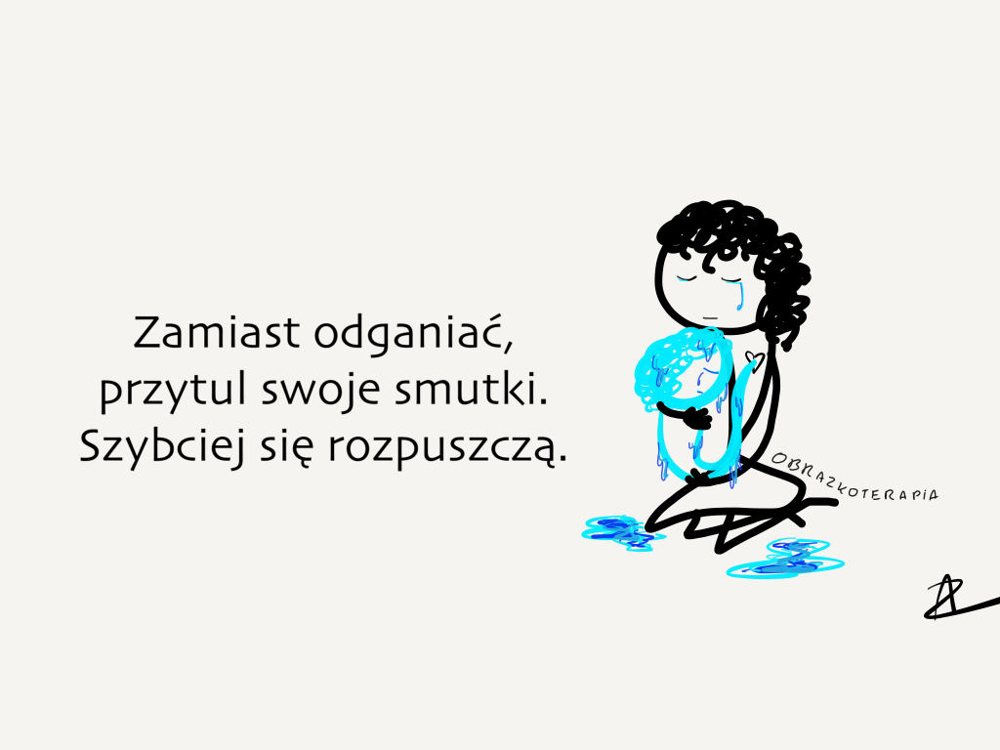 Zamiast odganiać,
przytul swoje smutki.
Szybciej się rozpuszczą.
OBRAZKOTERAPIA